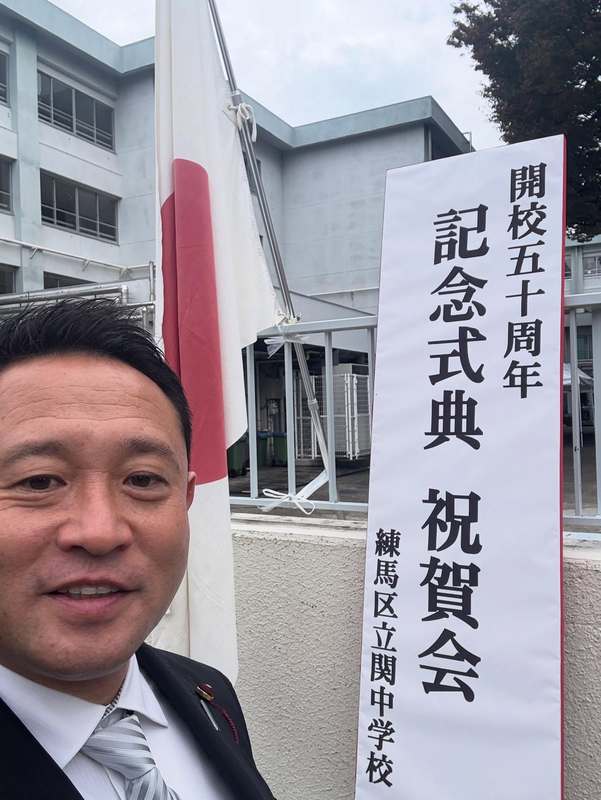 開校五十周年
記念式典 祝賀会
練馬区立関中学校